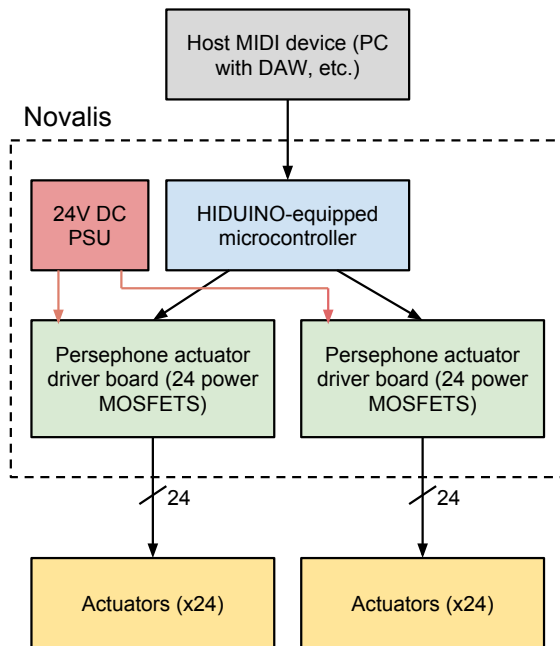 Host MIDI device (PC
with DAW, etc.)
Novalis
24V DC
PSU
HIDUINO-equipped
microcontroller
Persephone actuator
driver board (24 power
MOSFETS)
Persephone actuator
driver board (24 power
MOSFETS)
24
24
Actuators (x24)
Actuators (x24)